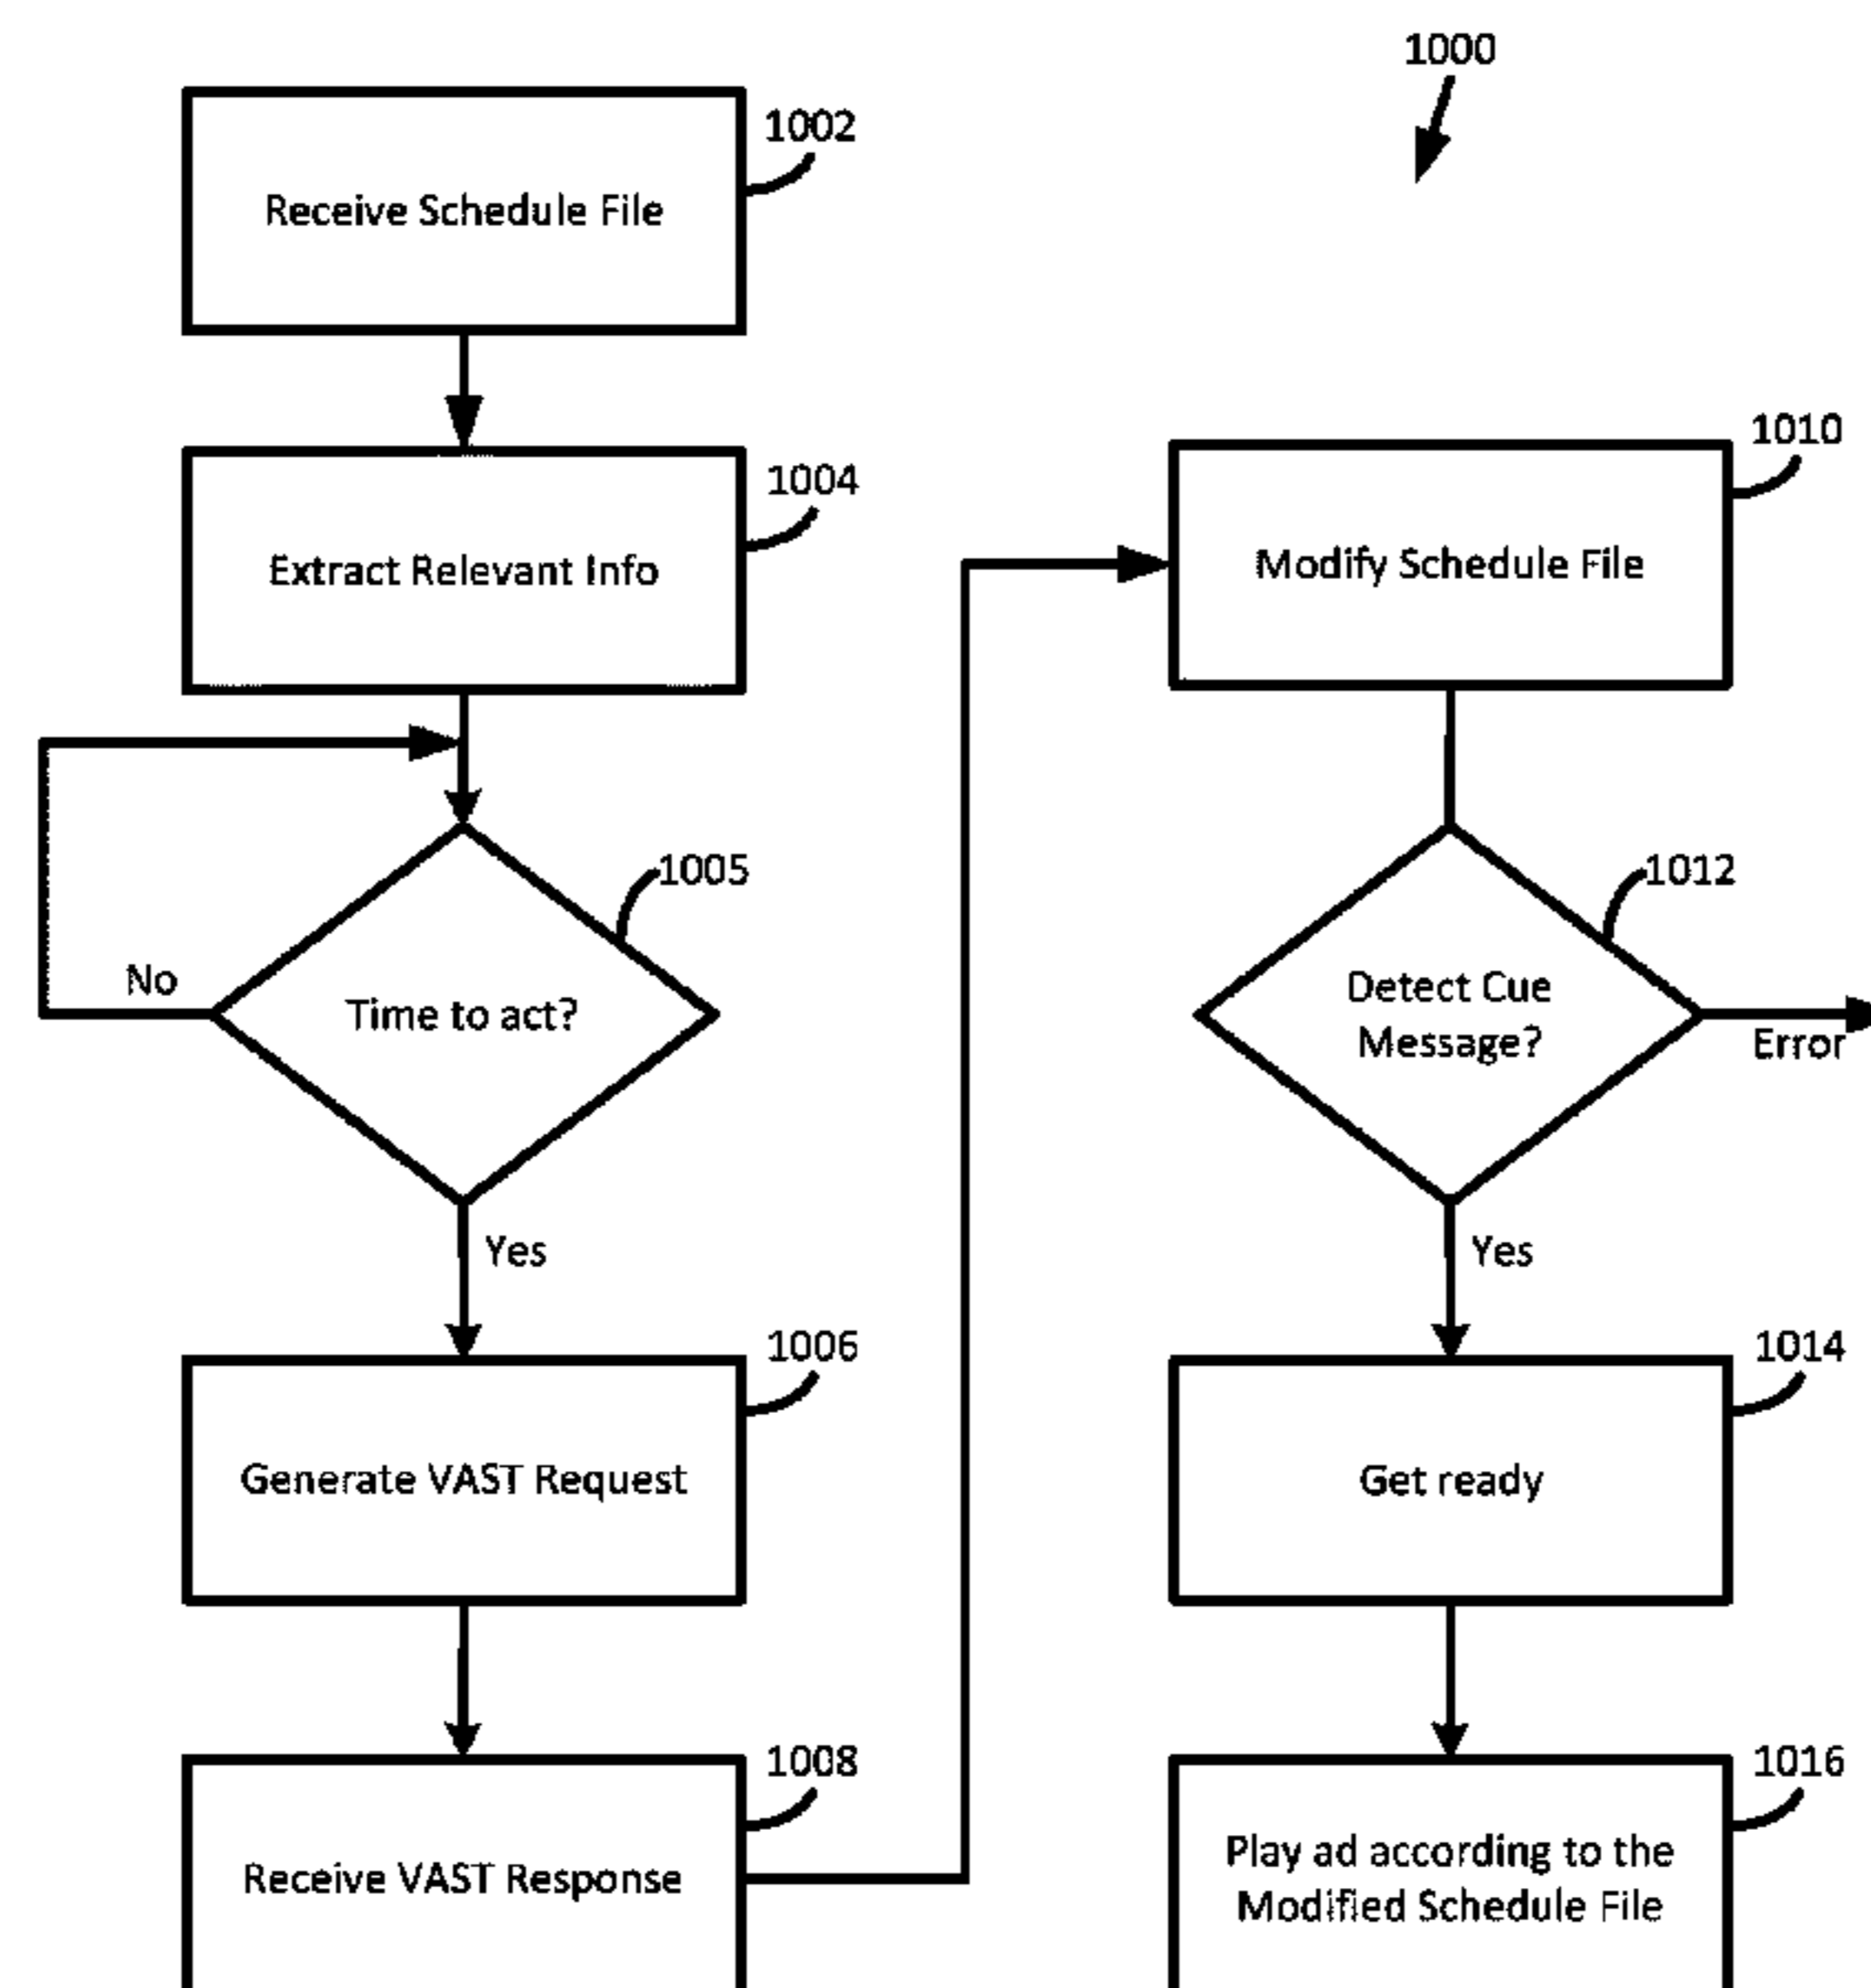 1000
1002
Receive Schedule File
1004
Extract Relevant Info
1005
Time to act?
No
Yes
1006
Generate VAST Request
1008
Receive VAST Response
1010
Modify Schedule File
1012
Detect Cue
Message?
Error
Yes
1014
Get ready
1016
Play ad according to the
Modified Schedule File